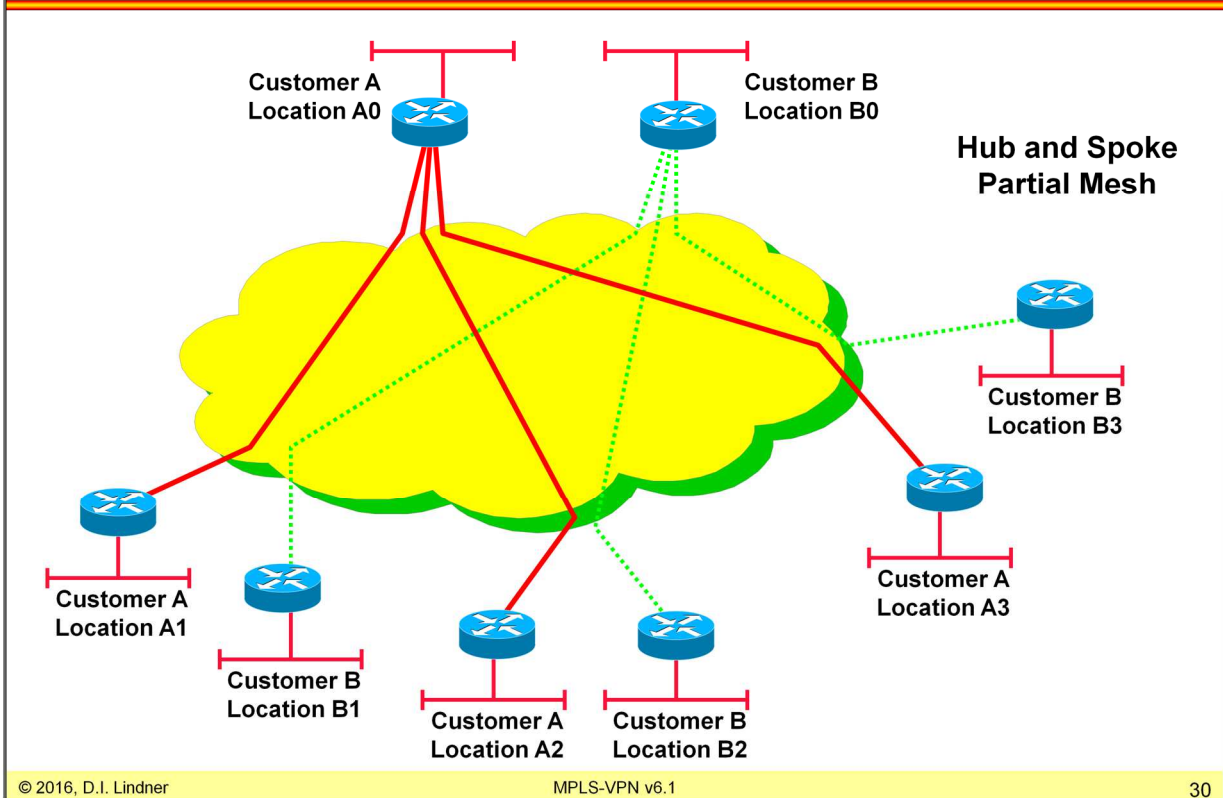 Customer A
Location A0
Customer B
Location B0
Hub and Spoke
Partial Mesh
Customer B
Location B3
Customer A
Location A3
Customer A
Location A1
Customer B
Location B1
Customer A
Location A2
Customer B
Location B2
© 2016, D.I. Lindner
MPLS-VPN v6.1
30